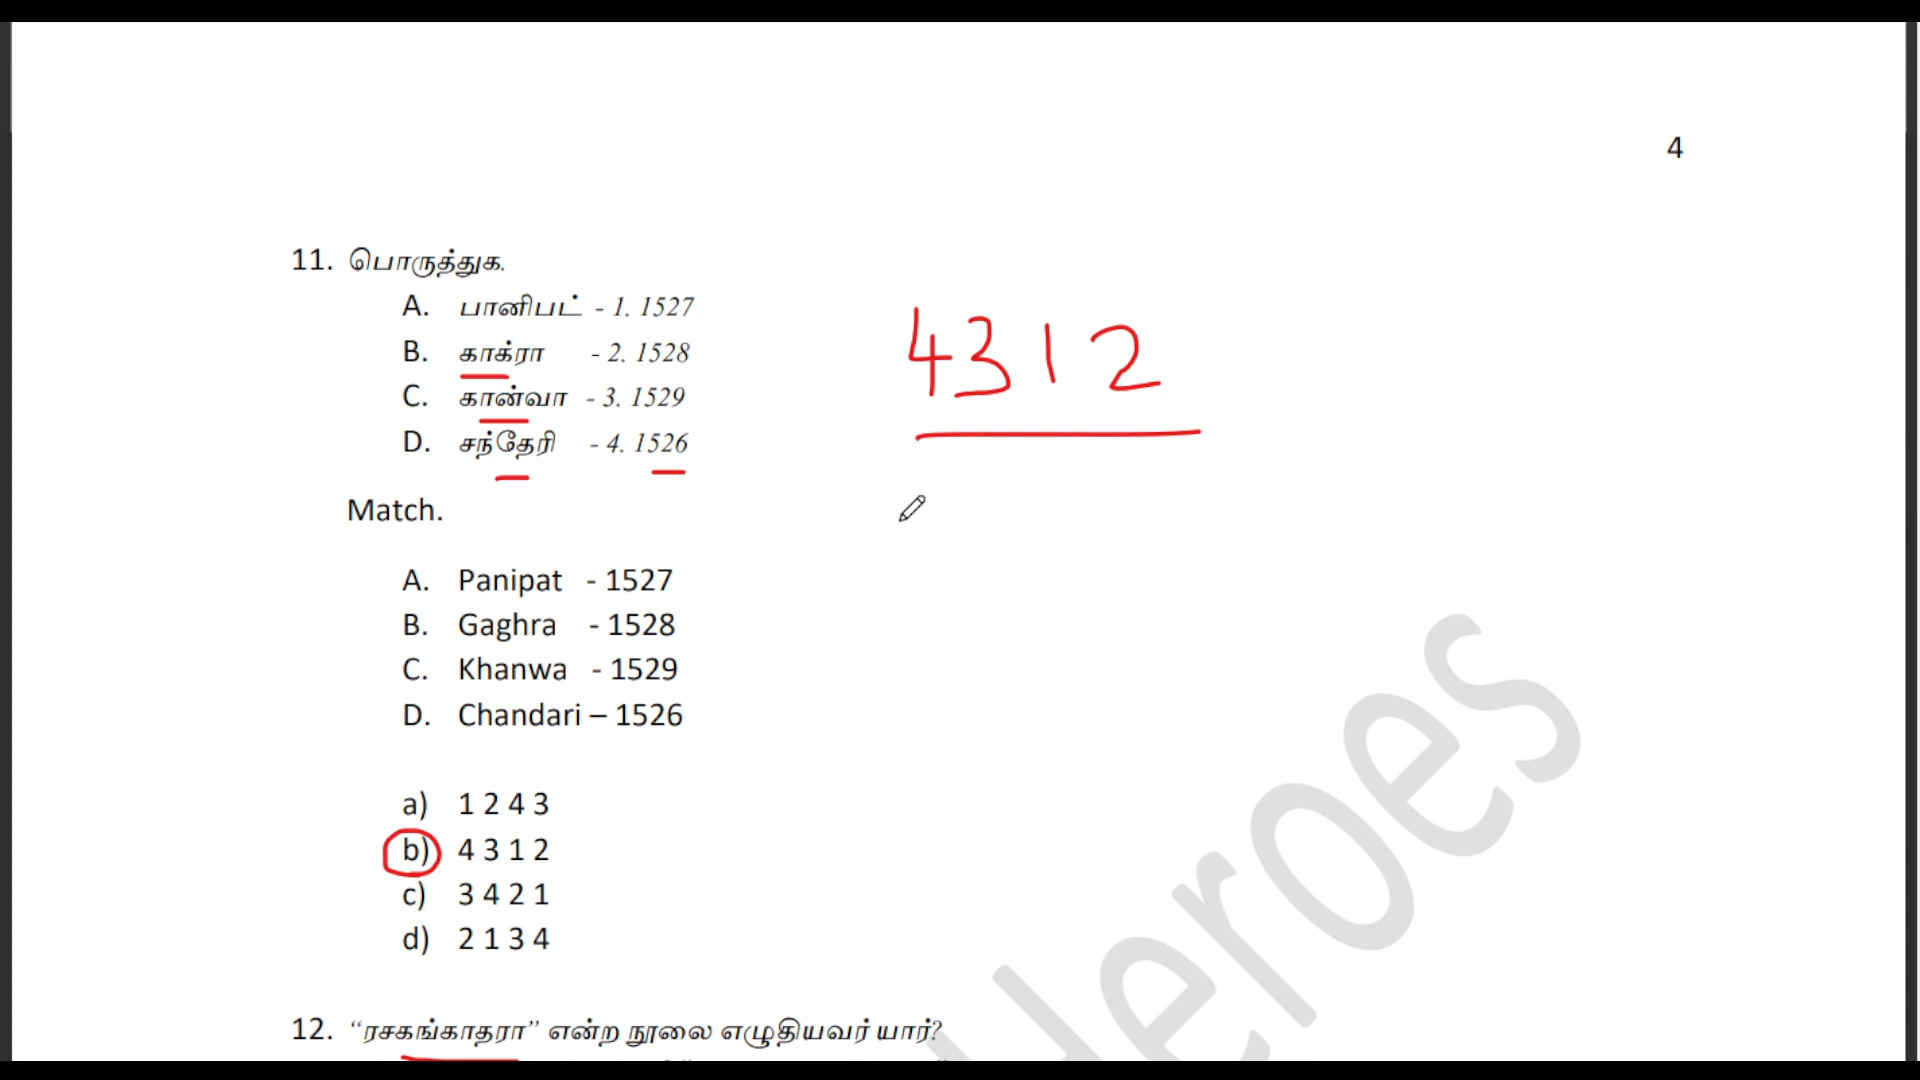 4
11. பொருத்துக.
A. பானிபட் - 1. 1527
B. காக்ரா - 2. 1528
C. கான்வா - 3. 1529
D. சந்தேரி - 4. 1526
4312
Match.
A. Panipat - 1527
B. Gaghra - 1528
C. Khanwa - 1529
D. Chandari – 1526
a) 1 2 4 3
b) 4 3 1 2
c) 3 4 2 1
d) 2 1 3 4
12. “ரசகங்காதரா” என்ற நூலை எழுதியவர் யார்?
Heroes